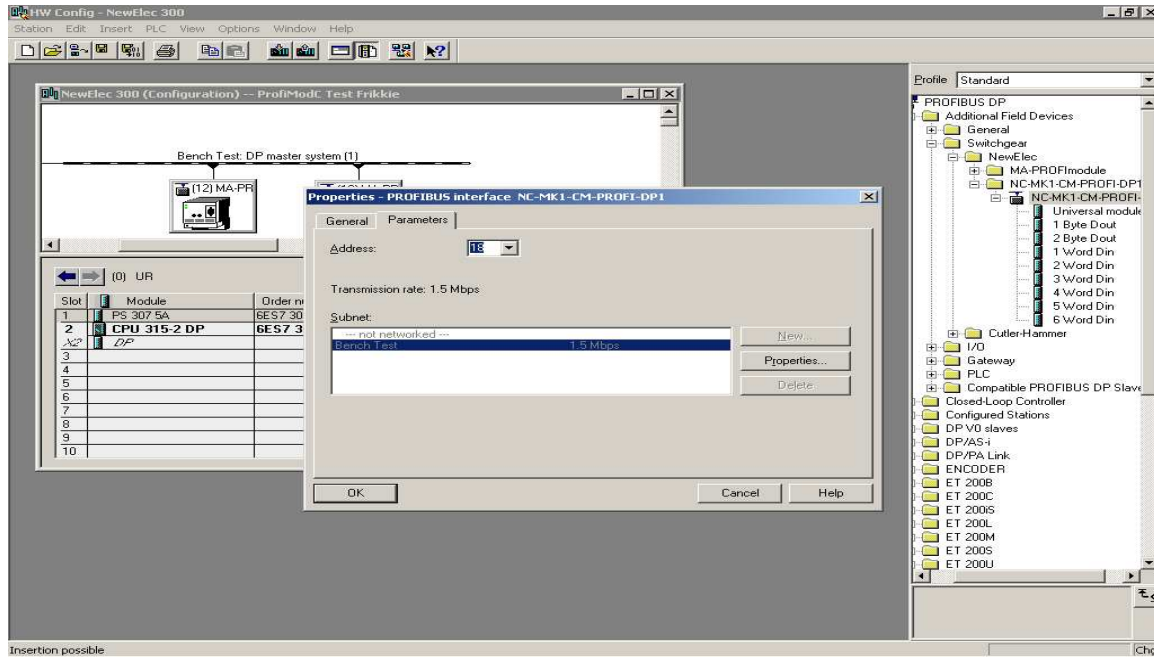 HW Config - NewElec 300
Station Edit Insert PLC View Options Window Help
NewElec 300 (Configuration) -- ProfiModC Test Frikkie
Bench Test: DP master system (1)
(12) MA-PR
(0) UR
Slot Module Order n
1 PS 307 5A 6ES7 30
2 CPU 315-2 DP 6ES7 3
X2 DP
3
4
5
6
7
8
9
10
Properties - PROFIBUS interface NC-MK1-CM-PROFI-DP1
General Parameters
Address: 18
Transmission rate: 1.5 Mbps
Subnet:
--- not networked ---
Bench Test 1.5 Mbps
New...
Properties...
Delete
OK Cancel Help
Profile Standard
PROFIBUS DP
Additional Field Devices
General
Switchgear
NewElec
MA-PROFImodule
NC-MK1-CM-PROFI-DP1
NC-MK1-CM-PROFI-
Universal module
1 Byte Dout
2 Byte Dout
1 Word Din
2 Word Din
3 Word Din
4 Word Din
5 Word Din
6 Word Din
Cutler-Hammer
I/O
Gateway
PLC
Compatible PROFIBUS DP Slave
Closed-Loop Controller
Configured Stations
DP V0 slaves
DP/AS-i
DP/PA Link
ENCODER
ET 200B
ET 200C
ET 200iS
ET 200L
ET 200M
ET 200S
ET 200U
Insertion possible Chg